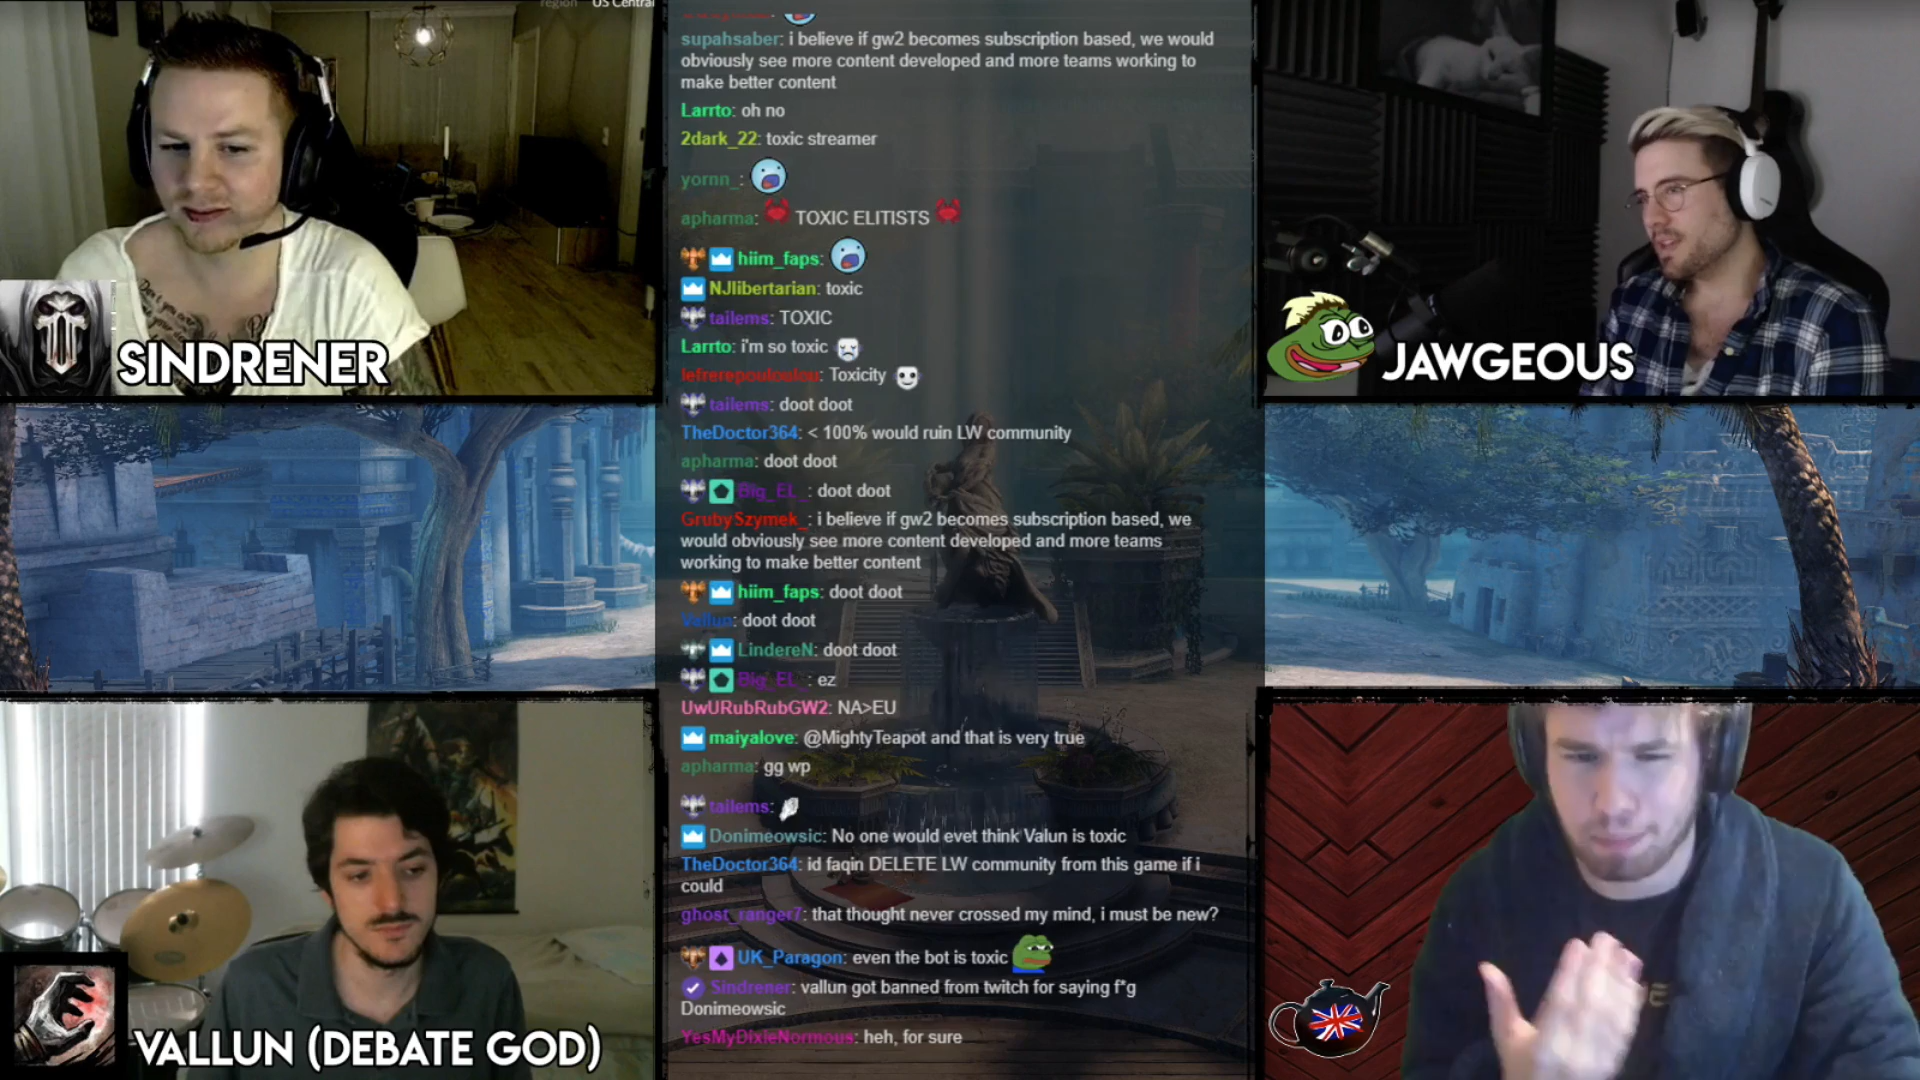 region US Central
supahsaber: i believe if gw2 becomes subscription based, we would
obviously see more content developed and more teams working to
make better content
Larrto: oh no
2dark_22: toxic streamer
yornn_:
apharma: TOXIC ELITISTS
hiim_faps:
NJlibertarian: toxic
tailems: TOXIC
Larrto: i'm so toxic
lefrerepouloulou: Toxicity
tailems: doot doot
TheDoctor364: < 100% would ruin LW community
apharma: doot doot
Big_EL_: doot doot
GrubySzymek_: i believe if gw2 becomes subscription based, we
would obviously see more content developed and more teams
working to make better content
hiim_faps: doot doot
Vallun: doot doot
LindereN: doot doot
Big_EL_: ez
UwURubRubGW2: NA>EU
maiyalove: @MightyTeapot and that is very true
apharma: gg wp
tailems:
Donimeowsic: No one would evet think Valun is toxic
TheDoctor364: id faqin DELETE LW community from this game if i
could
ghost_ranger7: that thought never crossed my mind, i must be new?
UK_Paragon: even the bot is toxic
Sindrener: vallun got banned from twitch for saying f*g
Donimeowsic
YesMyDixieNormous: heh, for sure
SINDRENER
JAWGEOUS
VALLUN (DEBATE GOD)